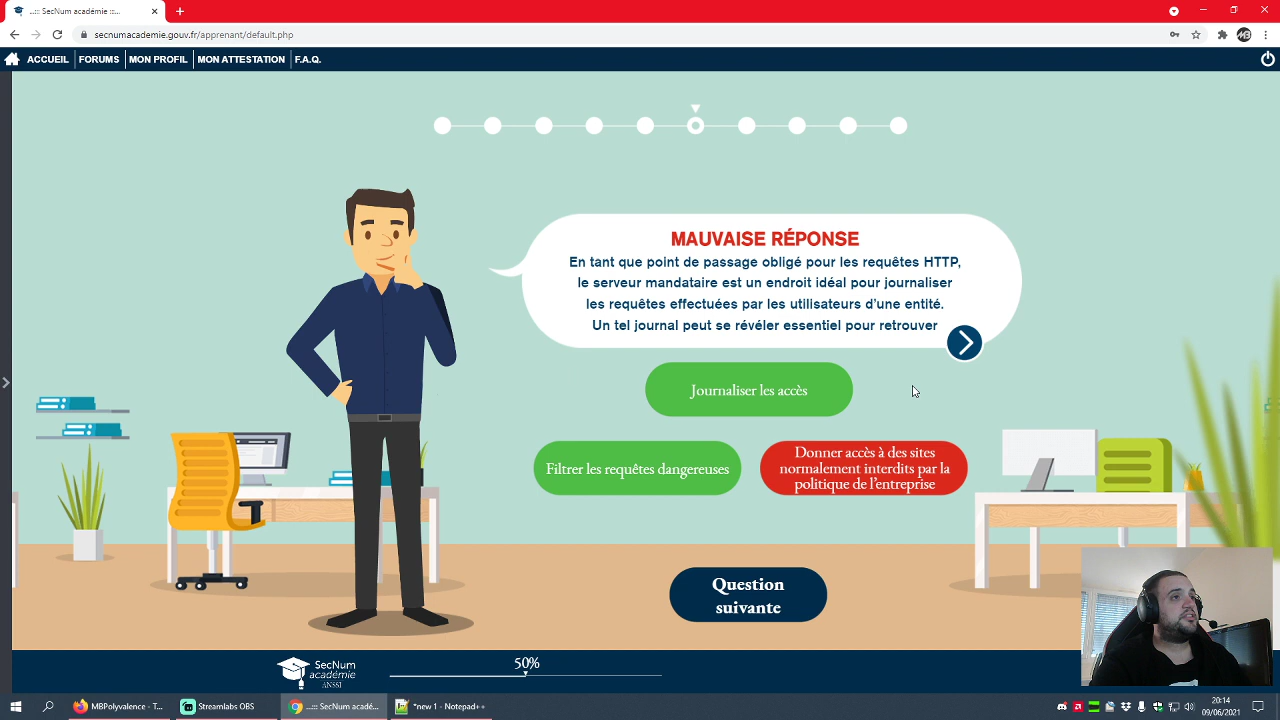 ..::: SecNum académie :::...
secnumacademie.gouv.fr/apprenant/default.php
ACCUEIL FORUMS MON PROFIL MON ATTESTATION F.A.Q.
MAUVAISE RÉPONSE
En tant que point de passage obligé pour les requêtes HTTP,
le serveur mandataire est un endroit idéal pour journaliser
les requêtes effectuées par les utilisateurs d'une entité.
Un tel journal peut se révéler essentiel pour retrouver
Journaliser les accès
Filtrer les requêtes dangereuses
Donner accès à des sites
normalement interdits par la
politique de l'entreprise
Question
suivante
SecNum
académie
ANSSI
50%
MBPolyvalence - T...
Streamlabs OBS
..::: SecNum acadé...
*new 1 - Notepad++
20:14
09/06/2021